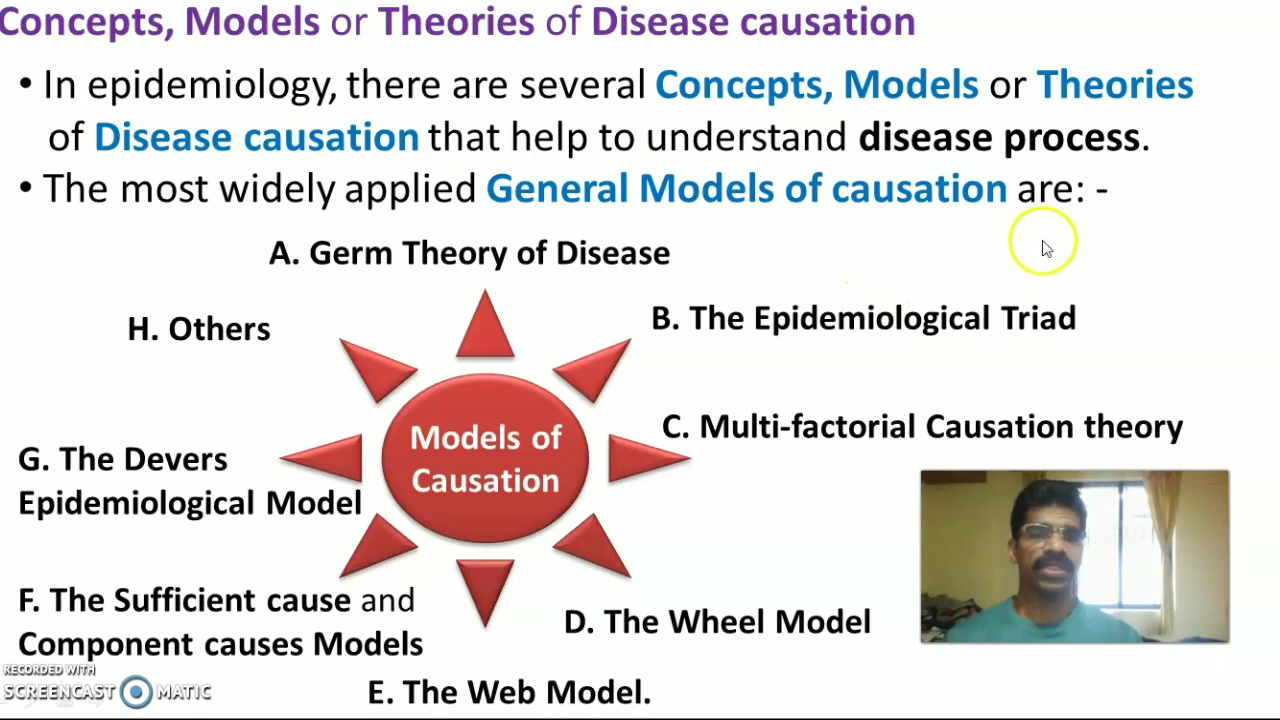 Concepts, Models or Theories of Disease causation
• In epidemiology, there are several Concepts, Models or Theories
of Disease causation that help to understand disease process.
• The most widely applied General Models of causation are: -
A. Germ Theory of Disease
B. The Epidemiological Triad
H. Others
C. Multi-factorial Causation theory
Models of
Causation
G. The Devers
Epidemiological Model
F. The Sufficient cause and
Component causes Models
D. The Wheel Model
E. The Web Model.
RECORDED WITH
SCREENCAST MATIC